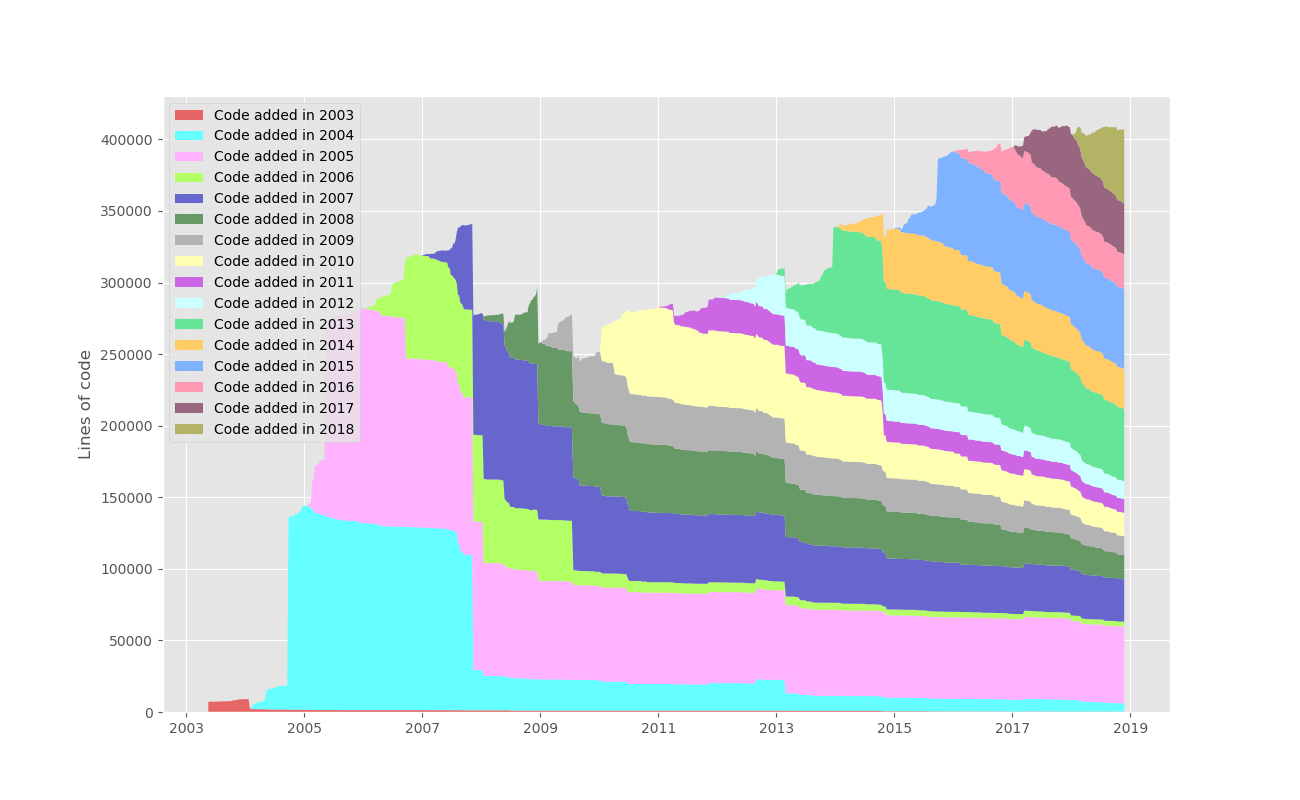 Code added in 2003
Code added in 2004
Code added in 2005
Code added in 2006
Code added in 2007
Code added in 2008
Code added in 2009
Code added in 2010
Code added in 2011
Code added in 2012
Code added in 2013
Code added in 2014
Code added in 2015
Code added in 2016
Code added in 2017
Code added in 2018
Lines of code
400000
350000
300000
250000
200000
150000
100000
50000
0
2003 2005 2007 2009 2011 2013 2015 2017 2019